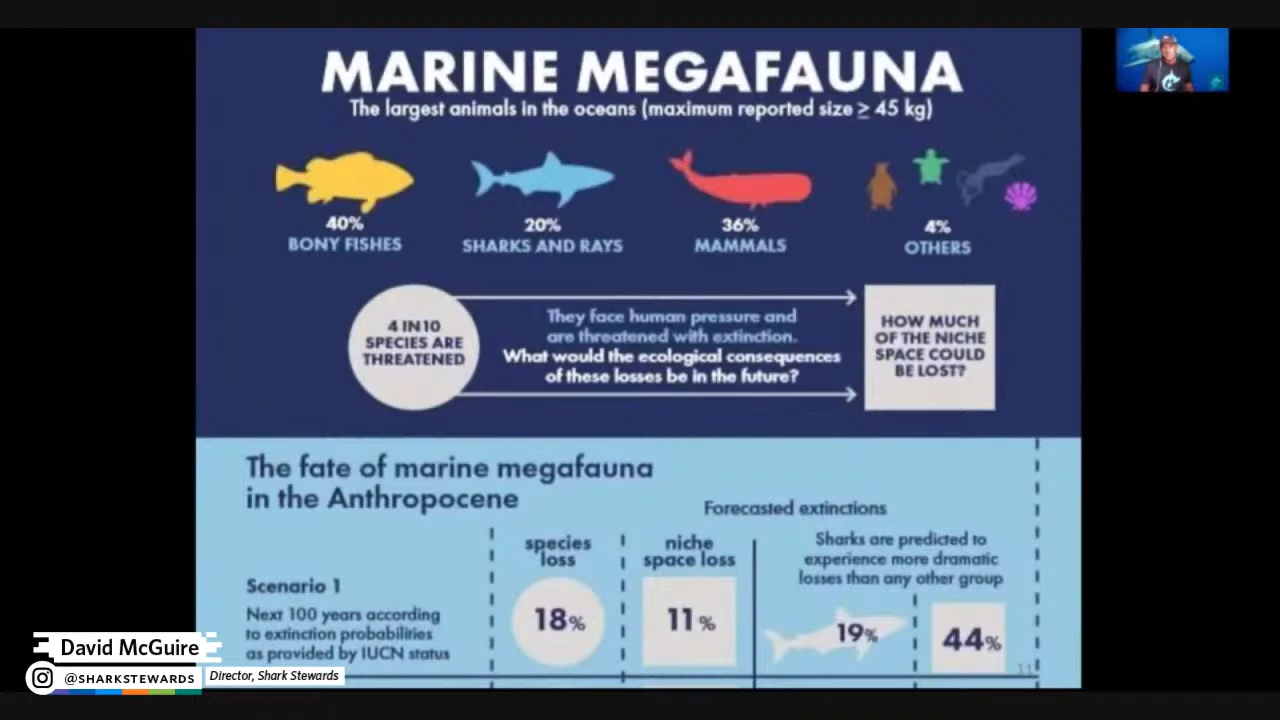 MARINE MEGAFAUNA
The largest animals in the oceans (maximum reported size ≥ 45 kg)
40%
BONY FISHES
20%
SHARKS AND RAYS
36%
MAMMALS
4%
OTHERS
4 IN 10
SPECIES ARE
THREATENED
They face human pressure and
are threatened with extinction.
What would the ecological consequences
of these losses be in the future?
HOW MUCH
OF THE NICHE
SPACE COULD
BE LOST?
The fate of marine megafauna
in the Anthropocene
Forecasted extinctions
species
loss
niche
space loss
Sharks are predicted to
experience more dramatic
losses than any other group
Scenario 1
Next 100 years according
to extinction probabilities
as provided by IUCN status
18%
11%
19%
44%
11
David McGuire
@SHARKSTEWARDS
Director, Shark Stewards